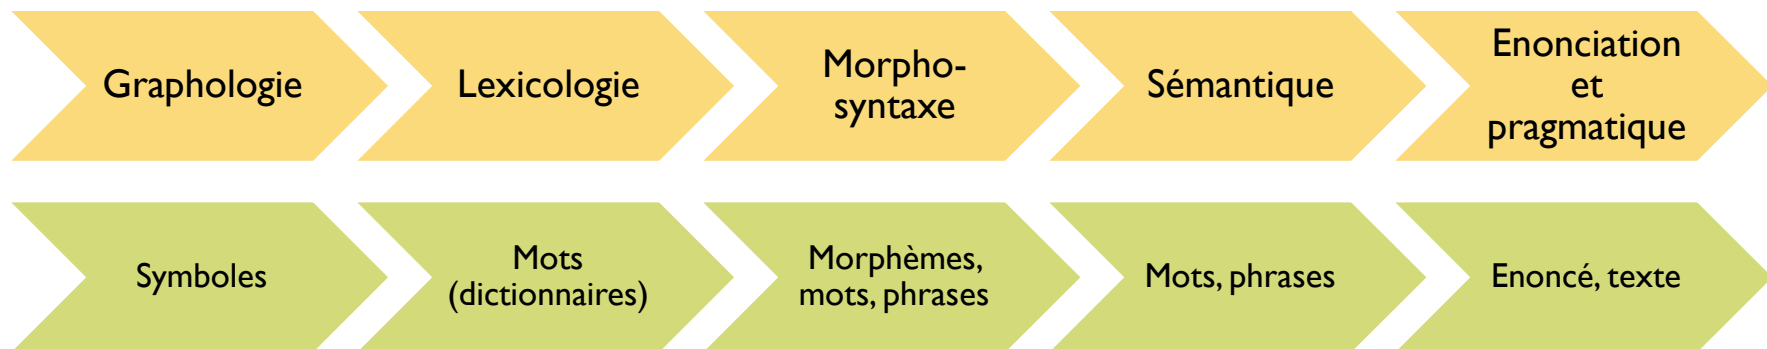 Graphologie
Lexicologie
Morpho-
syntaxe
Sémantique
Enonciation
et
pragmatique
Symboles
Mots
(dictionnaires)
Morphèmes,
mots, phrases
Mots, phrases
Enoncé, texte